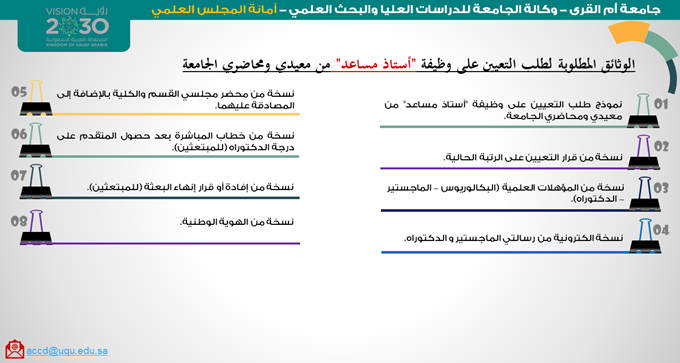 جامعة أم القرى – وكالة الجامعة للدراسات العليا والبحث العلمي – أمانة المجلس العلمي
VISION رؤية
2030
المملكة العربية السعودية
KINGDOM OF SAUDI ARABIA
الوثائق المطلوبة لطلب التعيين على وظيفة "أستاذ مساعد" من معيدي ومحاضري الجامعة
01
نموذج طلب التعيين على وظيفة "أستاذ مساعد" من
معيدي ومحاضري الجامعة.
02
نسخة من قرار التعيين على الرتبة الحالية.
03
نسخة من المؤهلات العلمية (البكالوريوس – الماجستير
– الدكتوراه).
04
نسخة الكترونية من رسالتي الماجستير و الدكتوراه.
05
نسخة من محضر مجلسي القسم والكلية بالإضافة إلى
المصادقة عليهما.
06
نسخة من خطاب المباشرة بعد حصول المتقدم على
درجة الدكتوراه (للمبتعثين).
07
نسخة من إفادة أو قرار إنهاء البعثة (للمبتعثين).
08
نسخة من الهوية الوطنية.
accd@uqu.edu.sa